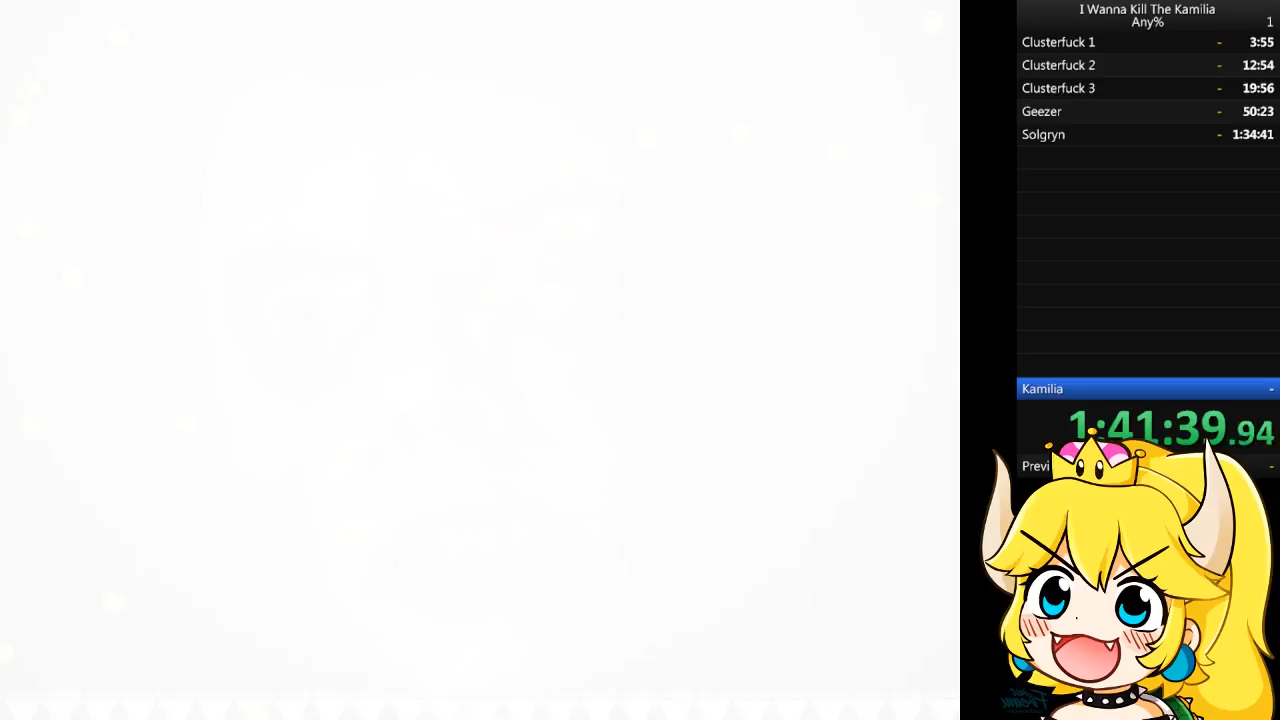 I Wanna Kill The Kamilia
Any% 1
Clusterfuck 1 - 3:55
Clusterfuck 2 - 12:54
Clusterfuck 3 - 19:56
Geezer - 50:23
Solgryn - 1:34:41
Kamilia -
1:41:39.94
Previ -